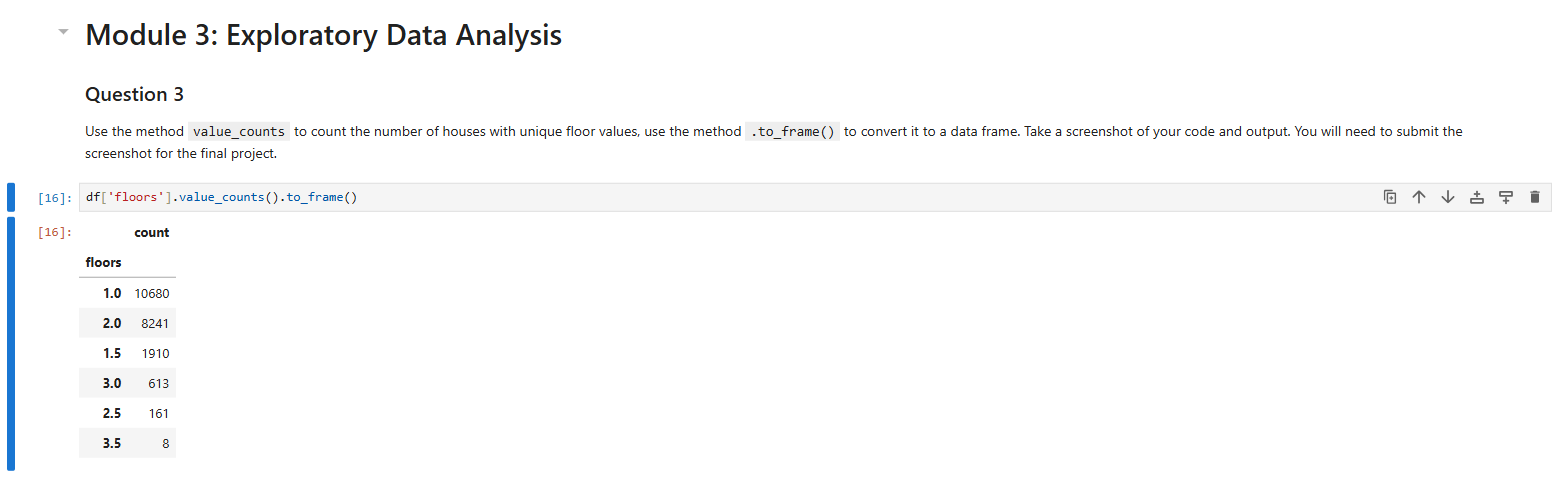 Module 3: Exploratory Data Analysis
Question 3
Use the method value_counts to count the number of houses with unique floor values, use the method .to_frame() to convert it to a data frame. Take a screenshot of your code and output. You will need to submit the
screenshot for the final project.
[16]: df['floors'].value_counts().to_frame()
[16]: count
floors
1.0 10680
2.0 8241
1.5 1910
3.0 613
2.5 161
3.5 8